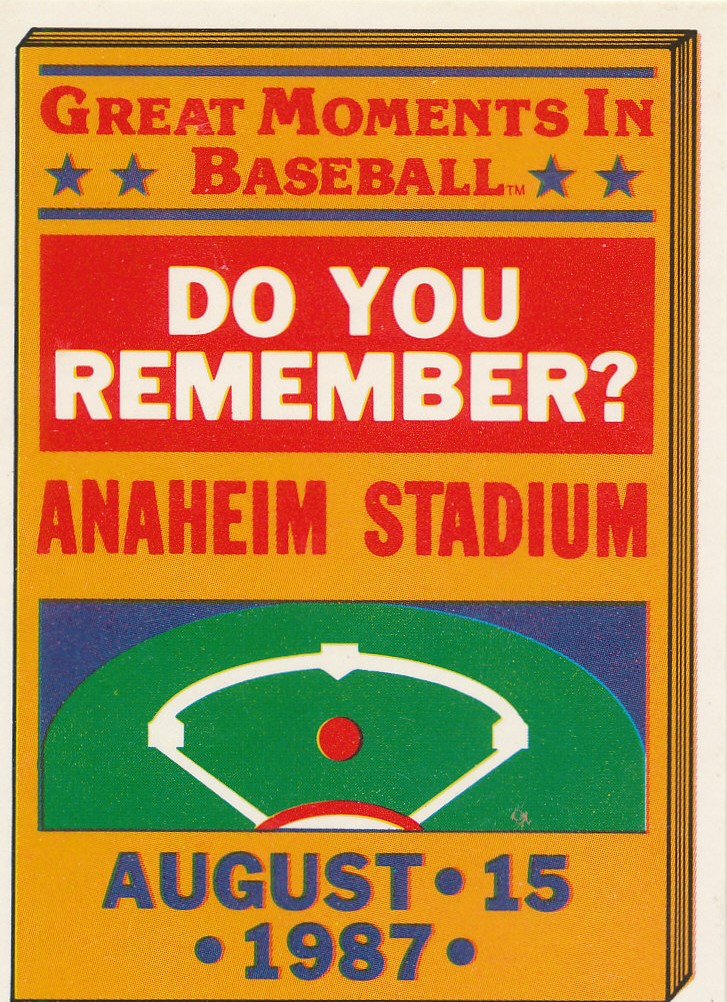 GREAT MOMENTS IN
BASEBALL™
DO YOU
REMEMBER?
ANAHEIM STADIUM
AUGUST • 15
• 1987 •